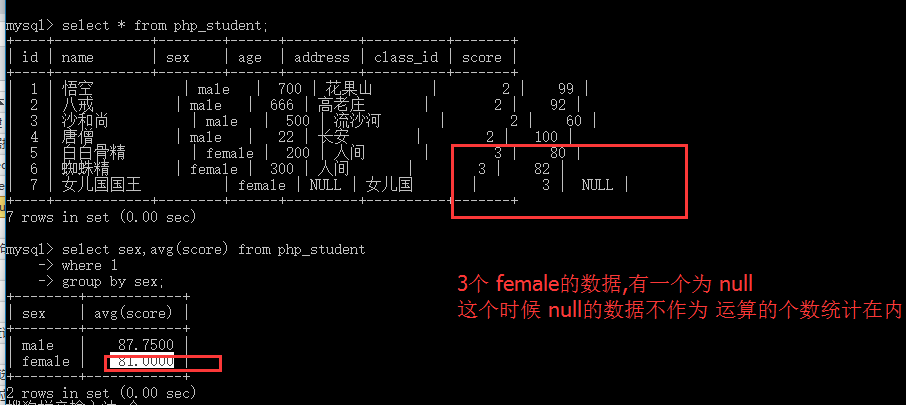 mysql> select * from php_student;
+----+--------------+--------+------+---------+----------+-------+
| id | name | sex | age | address | class_id | score |
+----+--------------+--------+------+---------+----------+-------+
| 1 | 悟空 | male | 700 | 花果山 | 2 | 99 |
| 2 | 八戒 | male | 666 | 高老庄 | 2 | 92 |
| 3 | 沙和尚 | male | 500 | 流沙河 | 2 | 60 |
| 4 | 唐僧 | male | 22 | 长安 | 2 | 100 |
| 5 | 白白骨精 | female | 200 | 人间 | 3 | 80 |
| 6 | 蜘蛛精 | female | 300 | 人间 | 3 | 82 |
| 7 | 女儿国国王 | female | NULL | 女儿国 | 3 | NULL |
+----+--------------+--------+------+---------+----------+-------+
7 rows in set (0.00 sec)
mysql> select sex,avg(score) from php_student
-> where 1
-> group by sex;
+--------+------------+
| sex | avg(score) |
+--------+------------+
| male | 87.7500 |
| female | 81.0000 |
+--------+------------+
2 rows in set (0.00 sec)
3个 female的数据,有一个为 null
这个时候 null的数据不作为 运算的个数统计在内